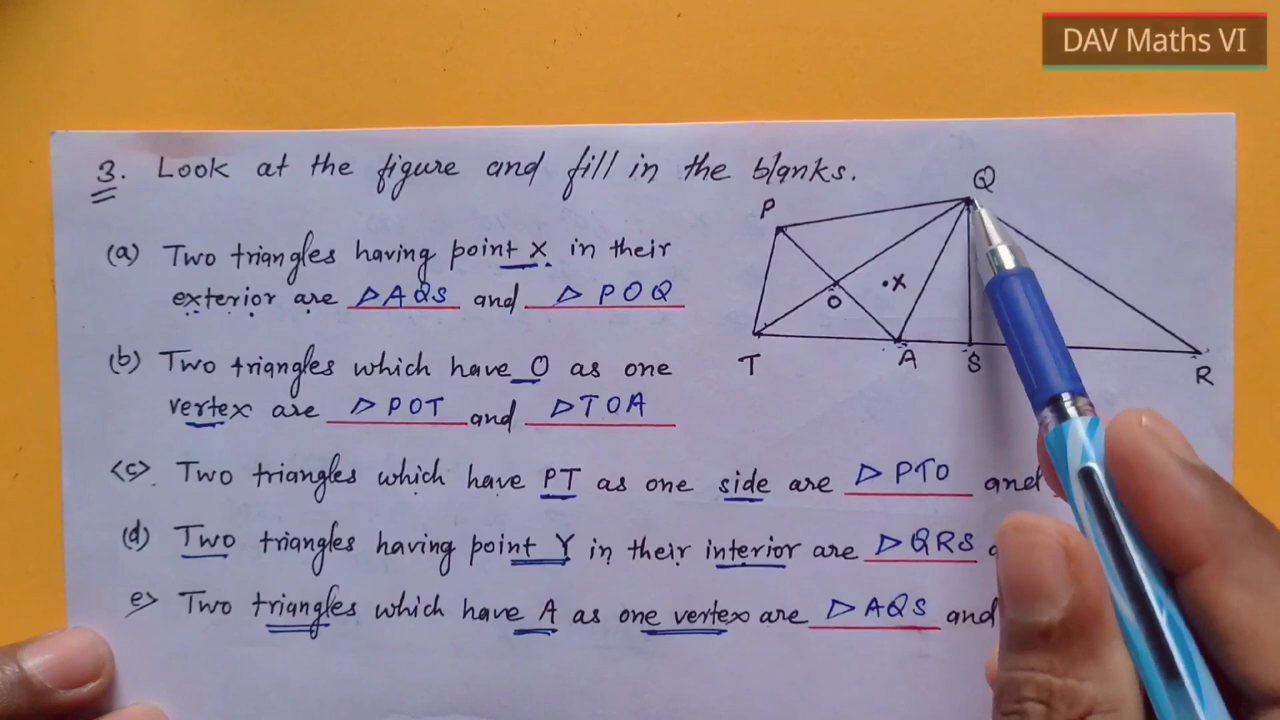 DAV Maths VI
3. Look at the figure and fill in the blanks.
(a) Two triangles having point X in their
exterior are △AQS and △POQ
(b) Two triangles which have O as one
vertex are △POT and △TOA
(c) Two triangles which have PT as one side are △PTO and
(d) Two triangles having point Y in their interior are △QRS
e) Two triangles which have A as one vertex are △AQS and
Q
P
X
O
T
A
S
R